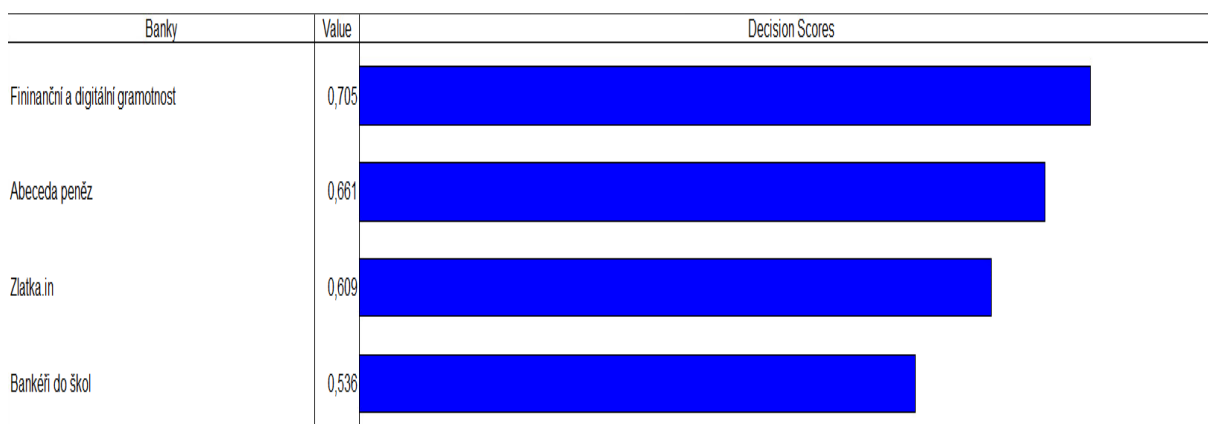 Banky Value Decision Scores
Fininanční a digitální gramotnost 0,705
Abeceda peněz 0,661
Zlatka.in 0,609
Bankéři do škol 0,536